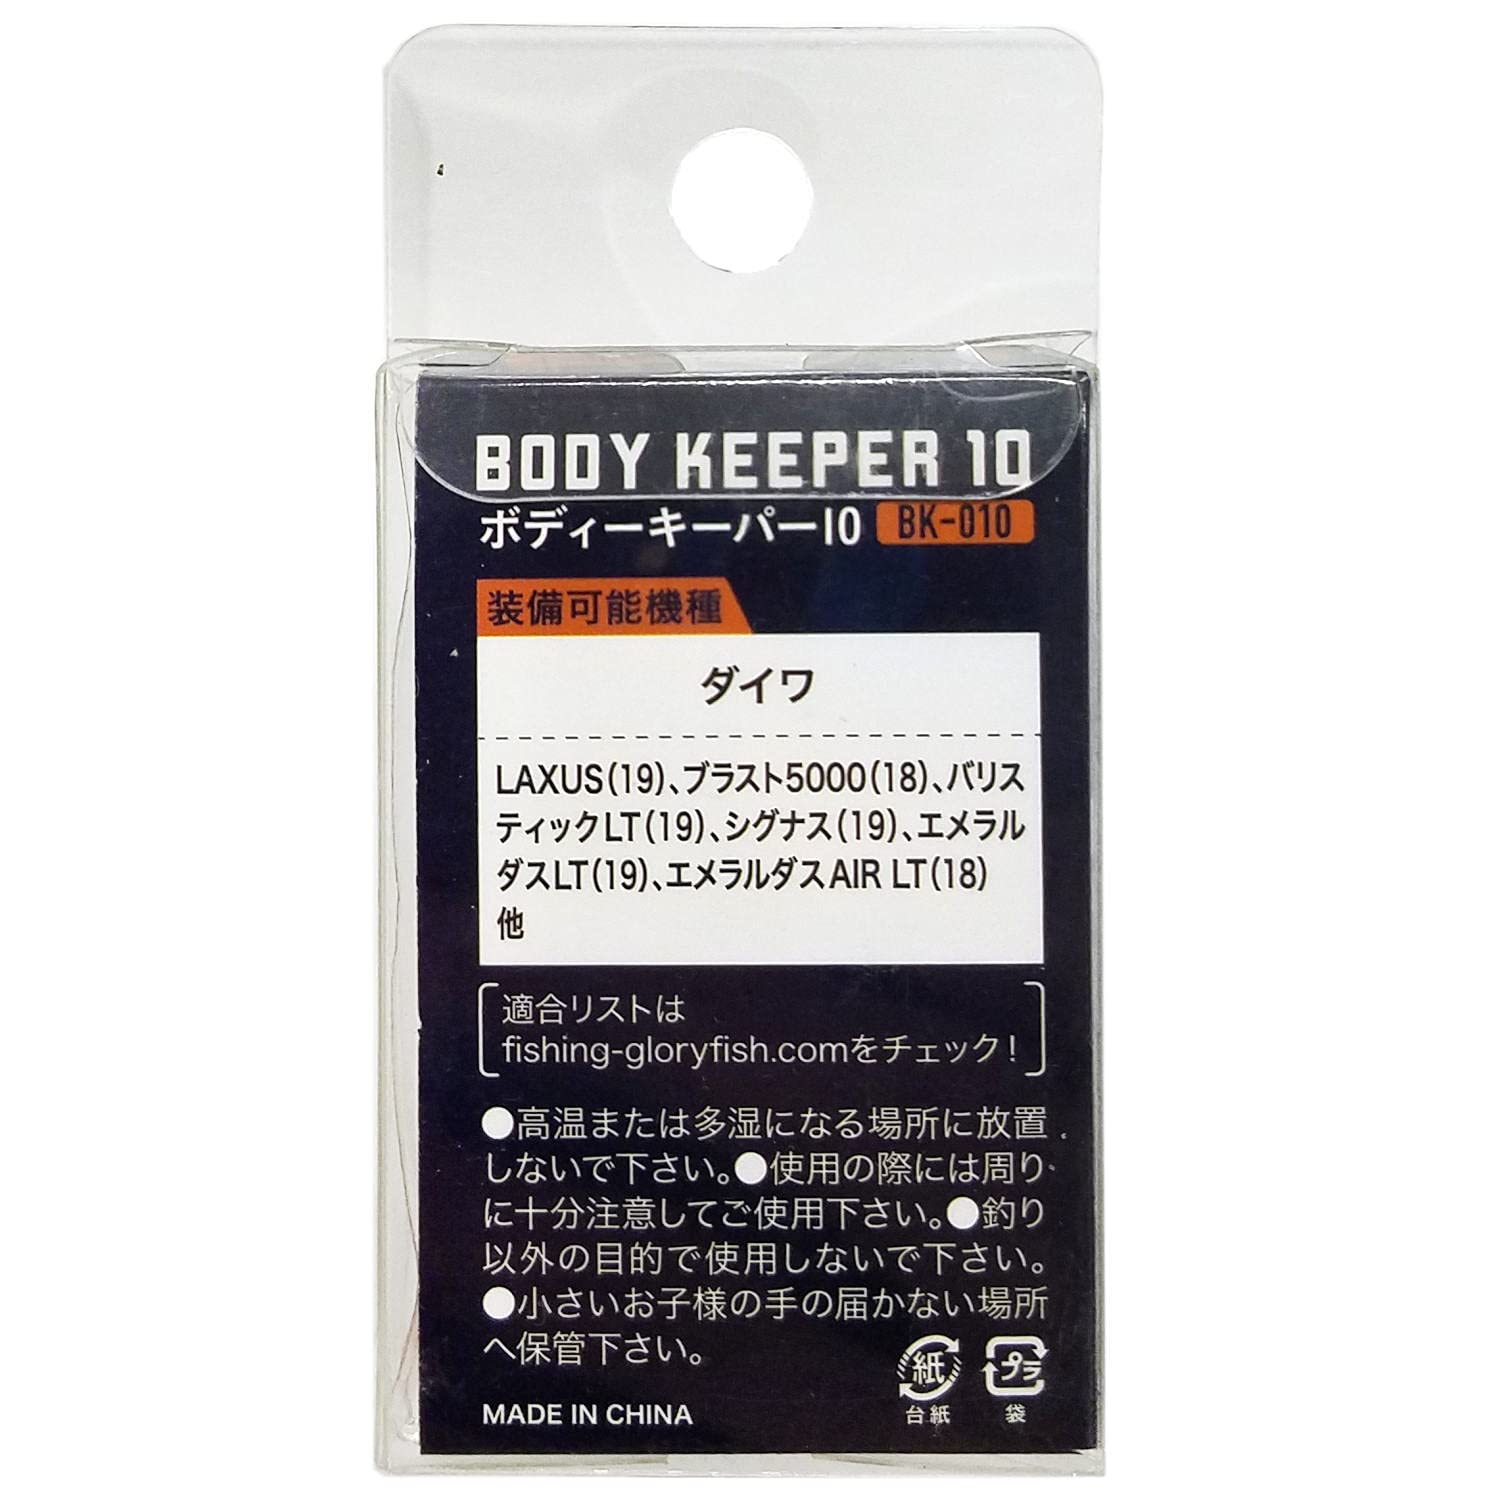 BODY KEEPER 10
ボディーキーパー10 BK-010
装備可能機種
ダイワ
LAXUS(19)、ブラスト5000(18)、バリス
ティックLT(19)、シグナス(19)、エメラル
ダスLT(19)、エメラルダスAIR LT(18)
他
適合リストは
fishing-gloryfish.comをチェック!
●高温または多湿になる場所に放置
しないで下さい。●使用の際には周り
に十分注意してご使用下さい。●釣り
以外の目的で使用しないで下さい。
●小さいお子様の手の届かない場所
へ保管下さい。
紙 プラ
台紙 袋
MADE IN CHINA